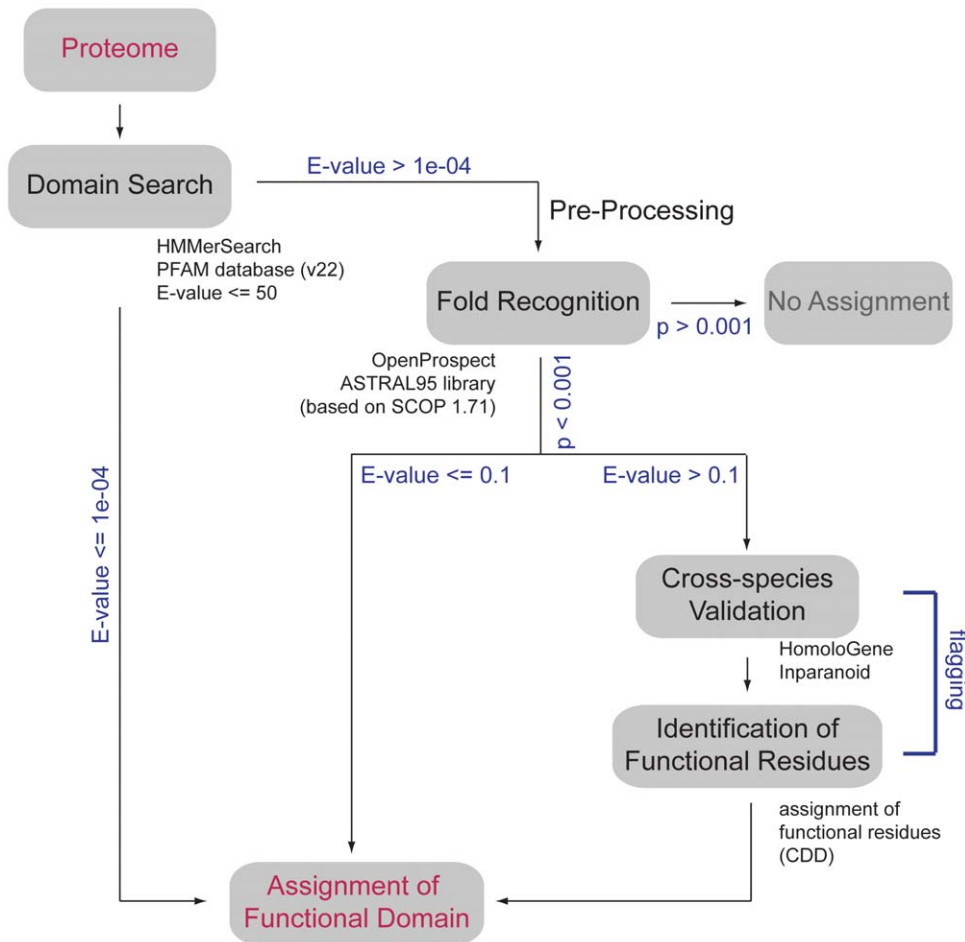 Proteome
E-value > 1e-04
Domain Search
Pre-Processing
HMMerSearch
PFAM database (v22)
E-value <= 50
Fold Recognition
No Assignment
p > 0.001
OpenProspect
ASTRAL95 library
(based on SCOP 1.71)
p < 0.001
E-value <= 0.1
E-value > 0.1
E-value <= 1e-04
Cross-species
Validation
HomoloGene
Inparanoid
flagging
Identification of
Functional Residues
assignment of
functional residues
(CDD)
Assignment of
Functional Domain